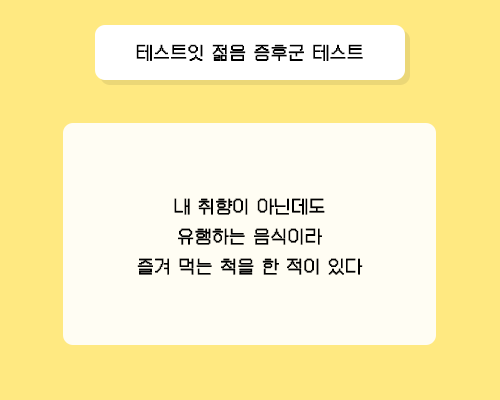 테스트잇 젊음 증후군 테스트
내 취향이 아닌데도
유행하는 음식이라
즐겨 먹는 척을 한 적이 있다